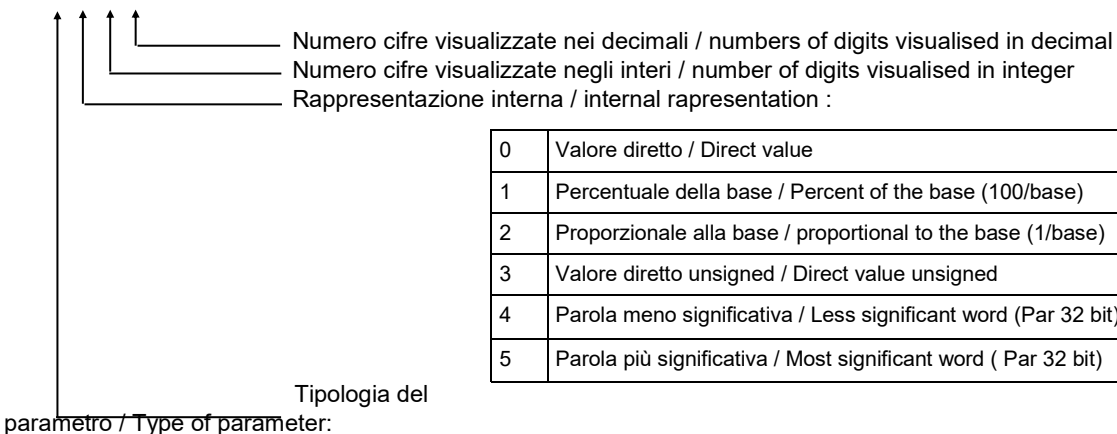 Numero cifre visualizzate nei decimali / numbers of digits visualised in decimal
Numero cifre visualizzate negli interi / number of digits visualised in integer
Rappresentazione interna / internal rapresentation :
0 Valore diretto / Direct value
1 Percentuale della base / Percent of the base (100/base)
2 Proporzionale alla base / proportional to the base (1/base)
3 Valore diretto unsigned / Direct value unsigned
4 Parola meno significativa / Less significant word (Par 32 bit)
5 Parola più significativa / Most significant word ( Par 32 bit)
Tipologia del
parametro / Type of parameter: